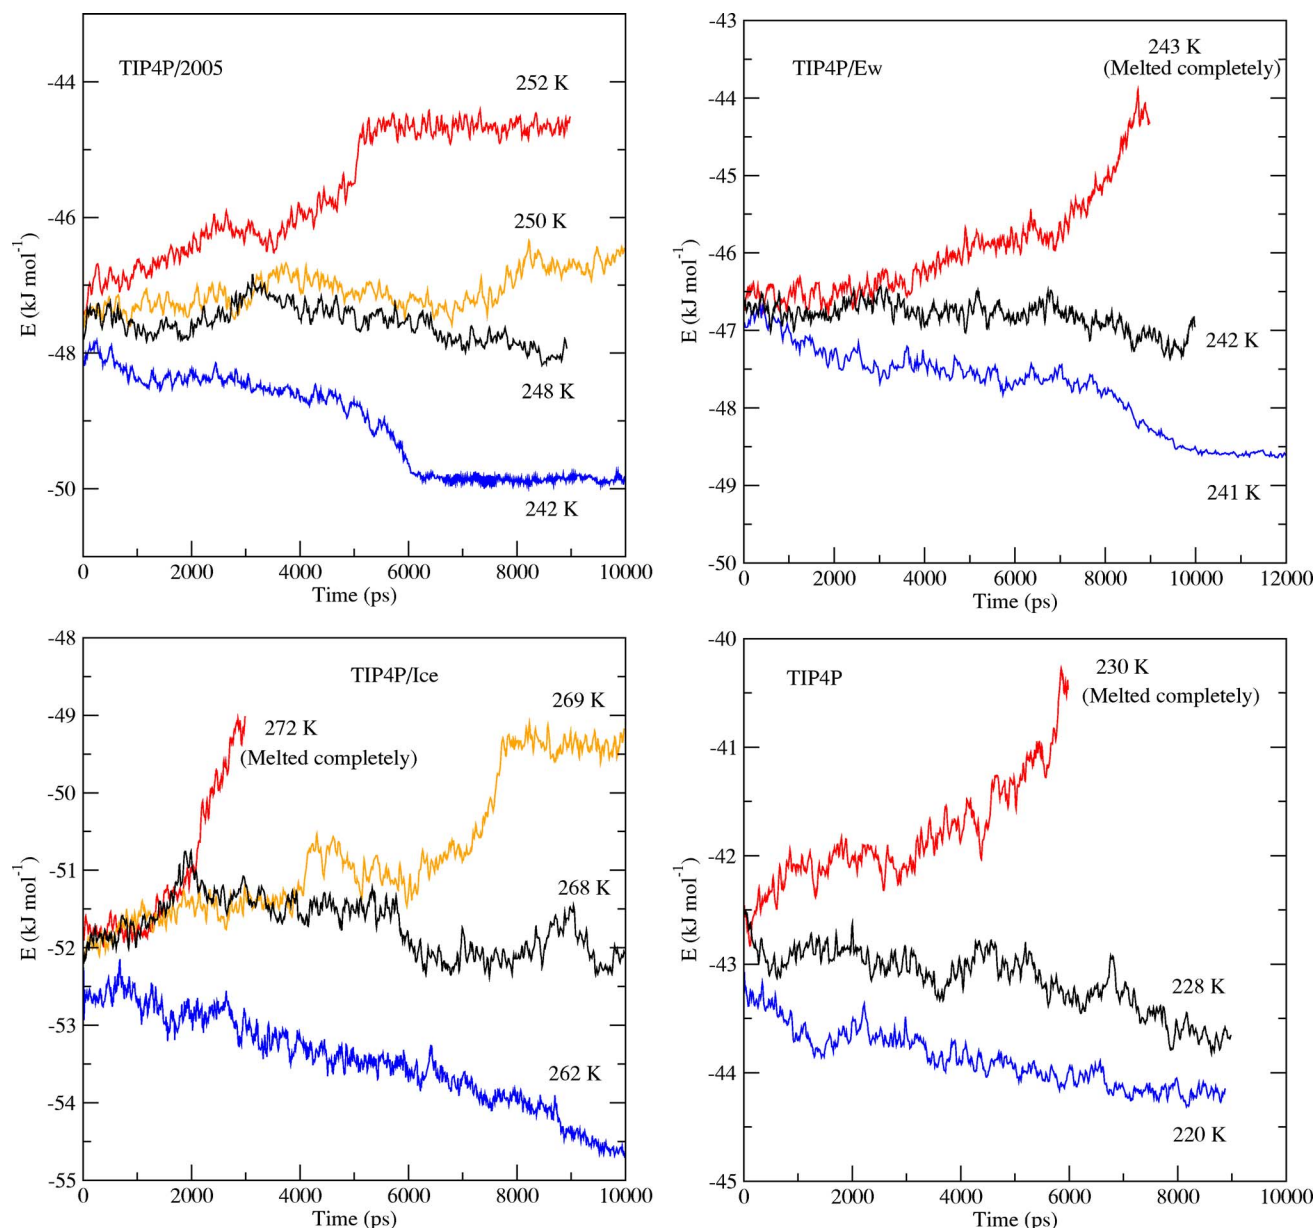 TIP4P/2005
252 K
250 K
248 K
242 K
-44
-46
-48
-50
E (kJ mol⁻¹)
0 2000 4000 6000 8000 10000
Time (ps)
TIP4P/Ew
243 K
(Melted completely)
242 K
241 K
-43
-44
-45
-46
-47
-48
-49
-50
E (kJ mol⁻¹)
0 2000 4000 6000 8000 10000 12000
Time (ps)
TIP4P/Ice
272 K
(Melted completely)
269 K
268 K
262 K
-48
-49
-50
-51
-52
-53
-54
-55
E (kJ mol⁻¹)
0 2000 4000 6000 8000 10000
Time (ps)
TIP4P
230 K
(Melted completely)
228 K
220 K
-40
-41
-42
-43
-44
-45
E (kJ mol⁻¹)
0 2000 4000 6000 8000 10000
Time (ps)